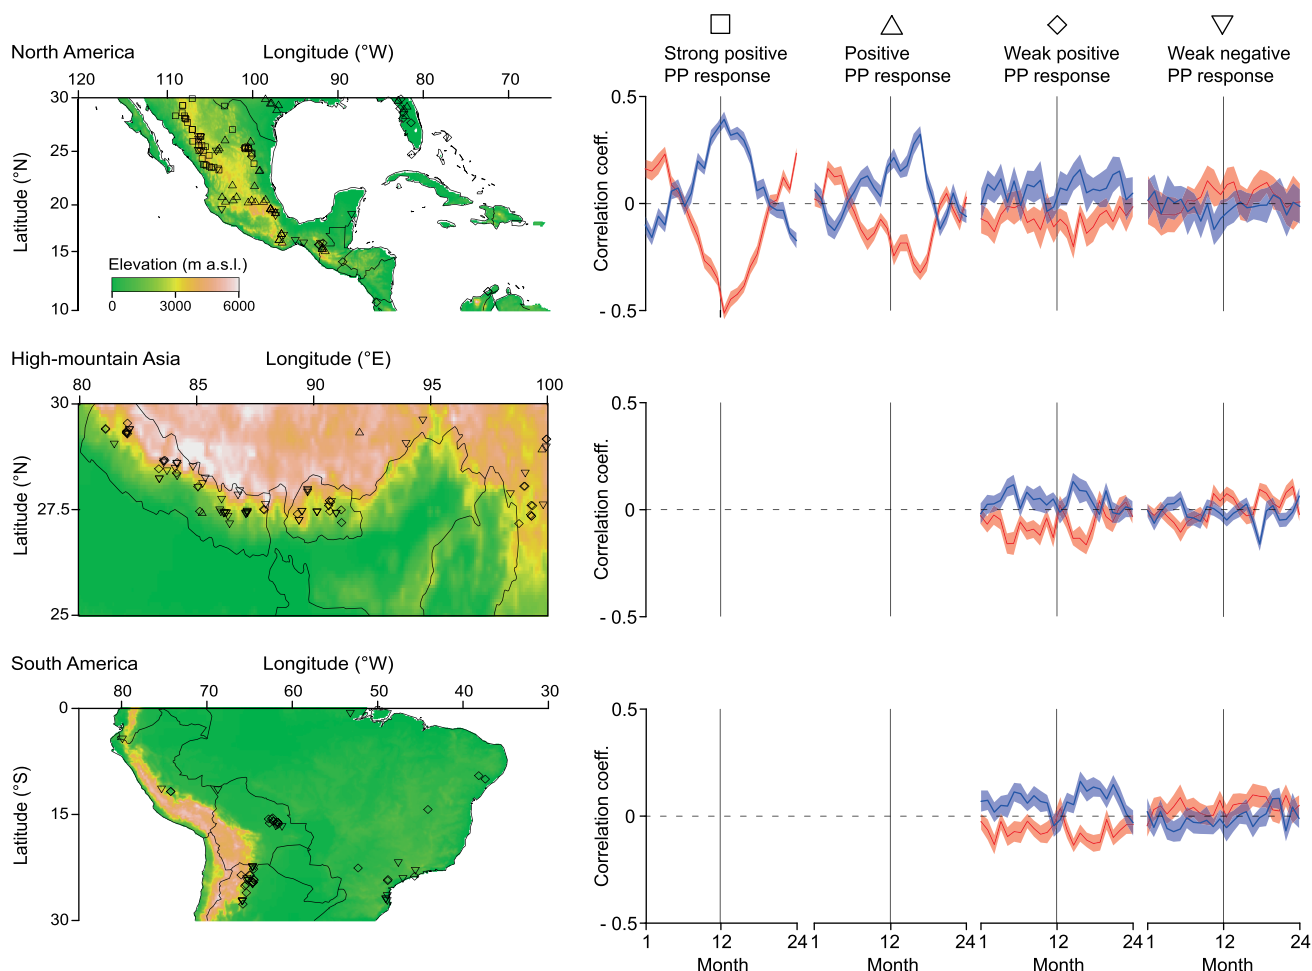 North America
Longitude (°W)
120 110 100 90 80 70
30
25
20
15
10
Latitude (°N)
Elevation (m a.s.l.)
0 3000 6000
Strong positive
PP response
Positive
PP response
Weak positive
PP response
Weak negative
PP response
0.5
0
- 0.5
Correlation coeff.
High-mountain Asia
Longitude (°E)
80 85 90 95 100
30
27.5
25
Latitude (°N)
0.5
0
- 0.5
Correlation coeff.
South America
Longitude (°W)
80 70 60 50 40 30
0
15
30
Latitude (°S)
0.5
0
- 0.5
Correlation coeff.
1 12 24 1 12 24 1 12 24 1 12 24
Month Month Month Month